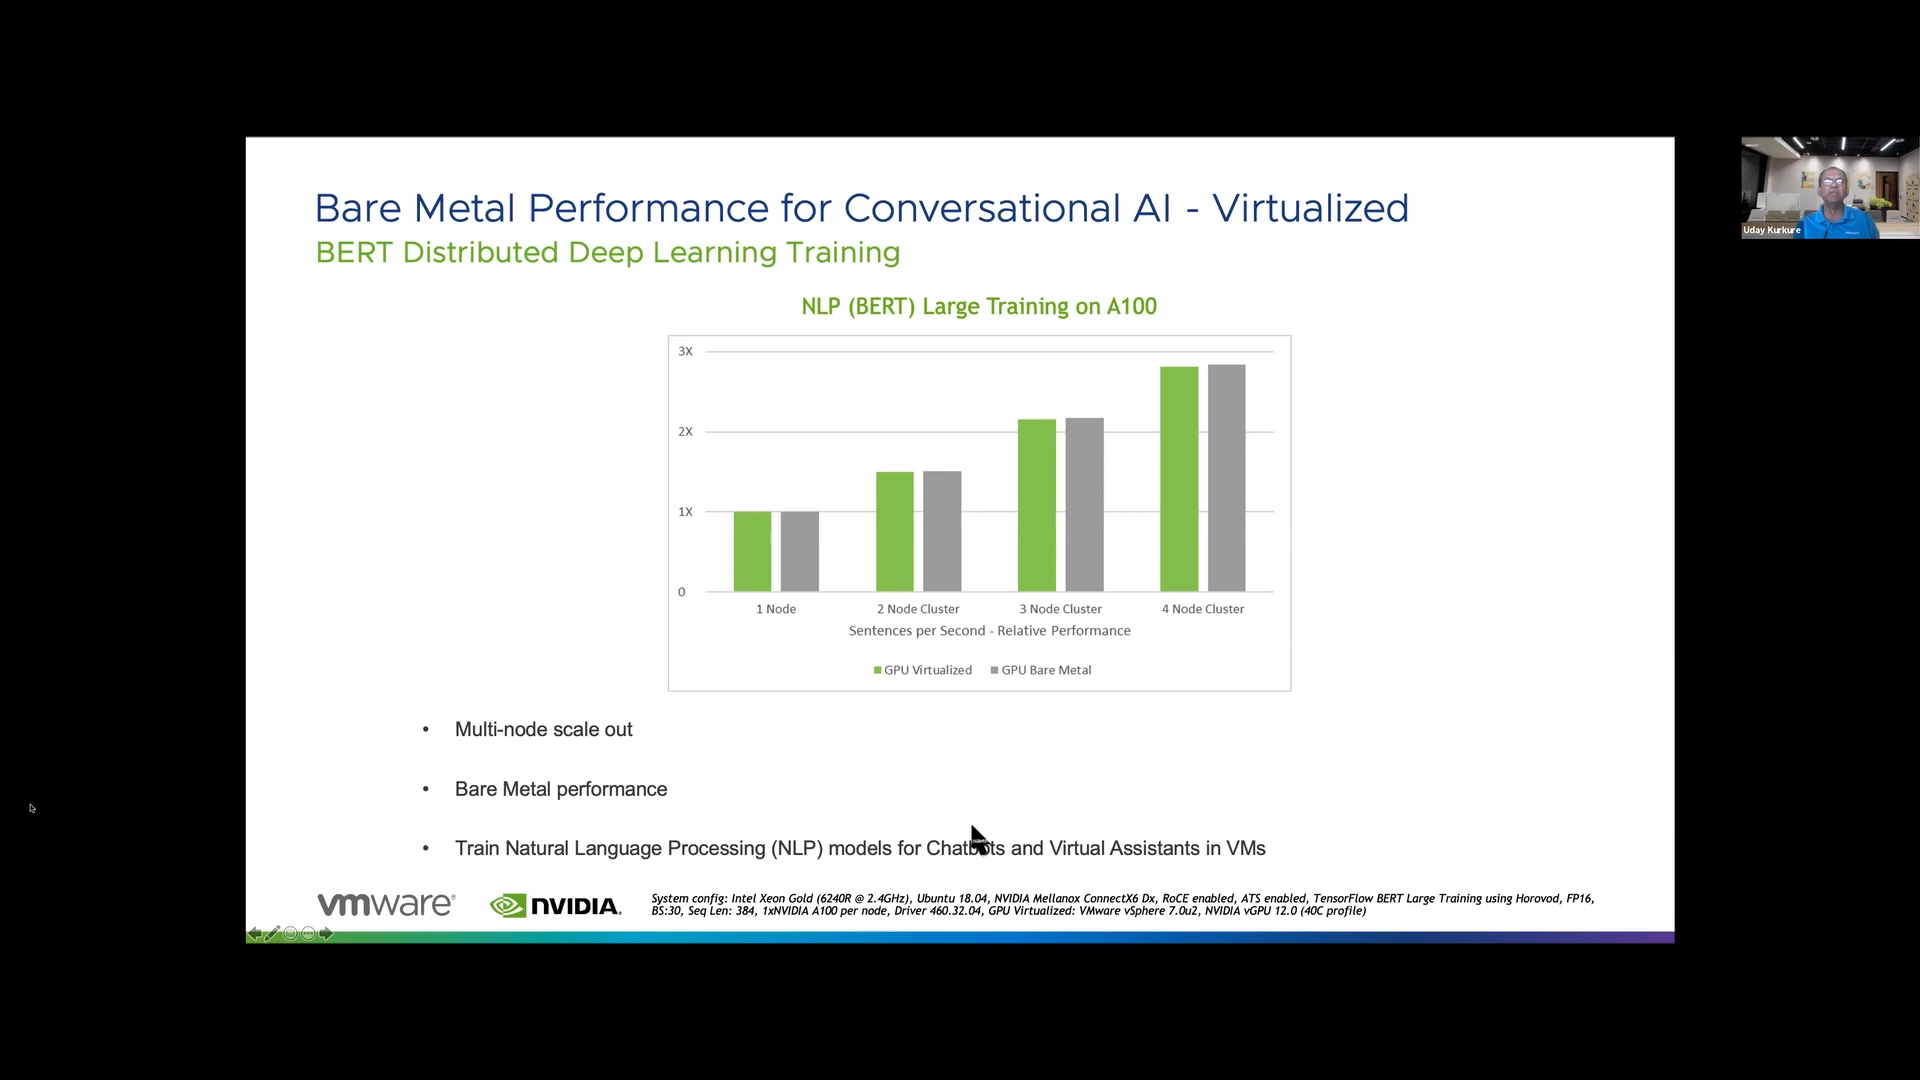 Bare Metal Performance for Conversational AI - Virtualized
BERT Distributed Deep Learning Training
NLP (BERT) Large Training on A100
3X
2X
1X
0
1 Node
2 Node Cluster
3 Node Cluster
4 Node Cluster
Sentences per Second - Relative Performance
GPU Virtualized
GPU Bare Metal
• Multi-node scale out
• Bare Metal performance
• Train Natural Language Processing (NLP) models for Chatbots and Virtual Assistants in VMs
vmware®
NVIDIA.
System config: Intel Xeon Gold (6240R @ 2.4GHz), Ubuntu 18.04, NVIDIA Mellanox ConnectX6 Dx, RoCE enabled, ATS enabled, TensorFlow BERT Large Training using Horovod, FP16,
BS:30, Seq Len: 384, 1xNVIDIA A100 per node, Driver 460.32.04, GPU Virtualized: VMware vSphere 7.0u2, NVIDIA vGPU 12.0 (40C profile)
Uday Kurkure